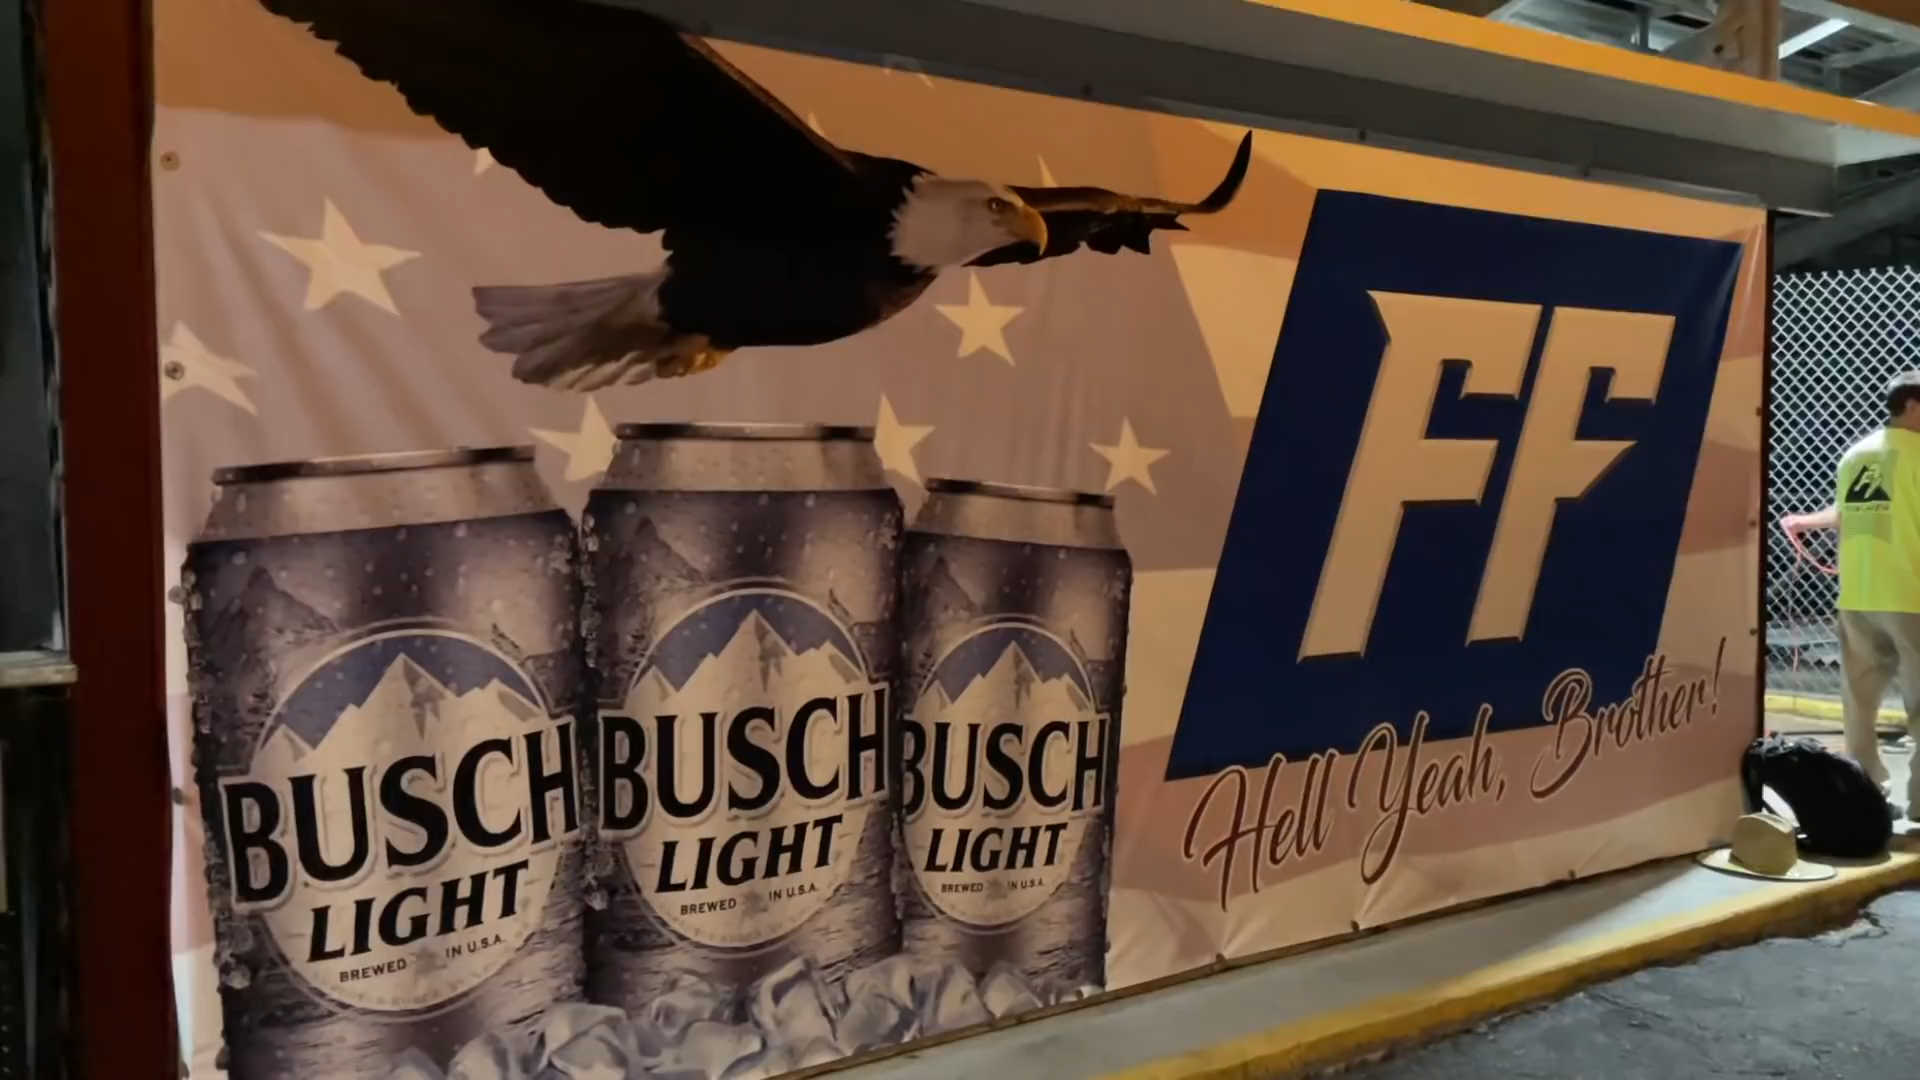 BUSCH
LIGHT
BREWED IN U.S.A.
BUSCH
LIGHT
BREWED IN U.S.A.
BUSCH
LIGHT
BREWED IN U.S.A.
FF
Hell Yeah, Brother!